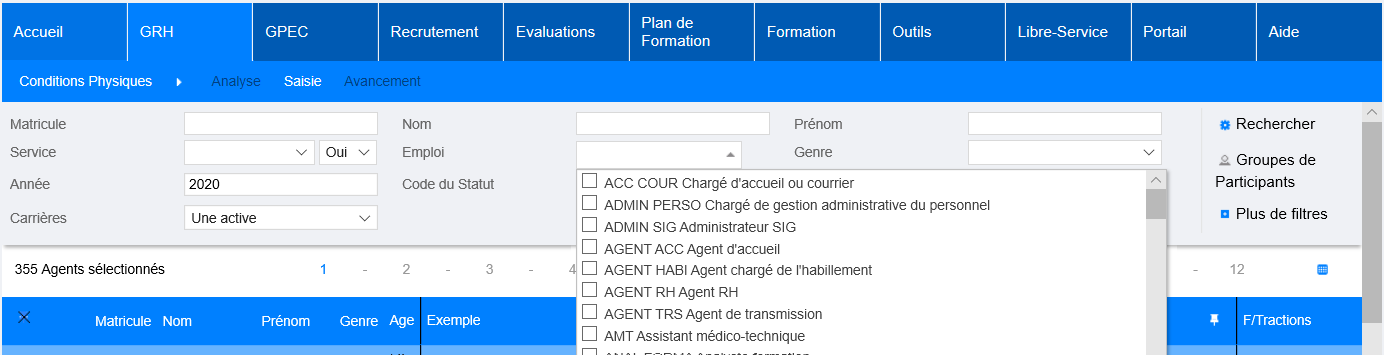 Accueil GRH GPEC Recrutement Evaluations Plan de Formation Formation Outils Libre-Service Portail Aide
Conditions Physiques Analyse Saisie Avancement
Matricule Nom Prénom Rechercher
Service Oui Emploi Genre Groupes de Participants
Année 2020 Code du Statut
Carrières Une active Plus de filtres
ACC COUR Chargé d'accueil ou courrier
ADMIN PERSO Chargé de gestion administrative du personnel
ADMIN SIG Administrateur SIG
AGENT ACC Agent d'accueil
AGENT HABI Agent chargé de l'habillement
AGENT RH Agent RH
AGENT TRS Agent de transmission
AMT Assistant médico-technique
355 Agents sélectionnés 1 - 2 - 3 - 4 - 12
Matricule Nom Prénom Genre Age Exemple F/Tractions